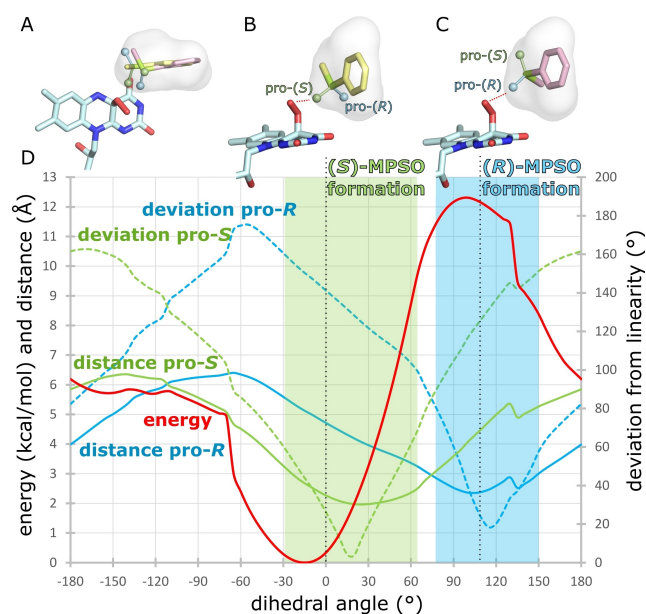 A
B
C
pro-(S)
pro-(R)
pro-(S)
pro-(R)
D
(S)-MPSO
formation
(R)-MPSO
formation
deviation pro-R
deviation pro-S
distance pro-S
energy
distance pro-R
energy (kcal/mol) and distance (Å)
13
12
11
10
9
8
7
6
5
4
3
2
1
0
200
180
160
140
120
100
80
60
40
20
0
deviation from linearity (°)
-180 -150 -120 -90 -60 -30 0 30 60 90 120 150 180
dihedral angle (°)